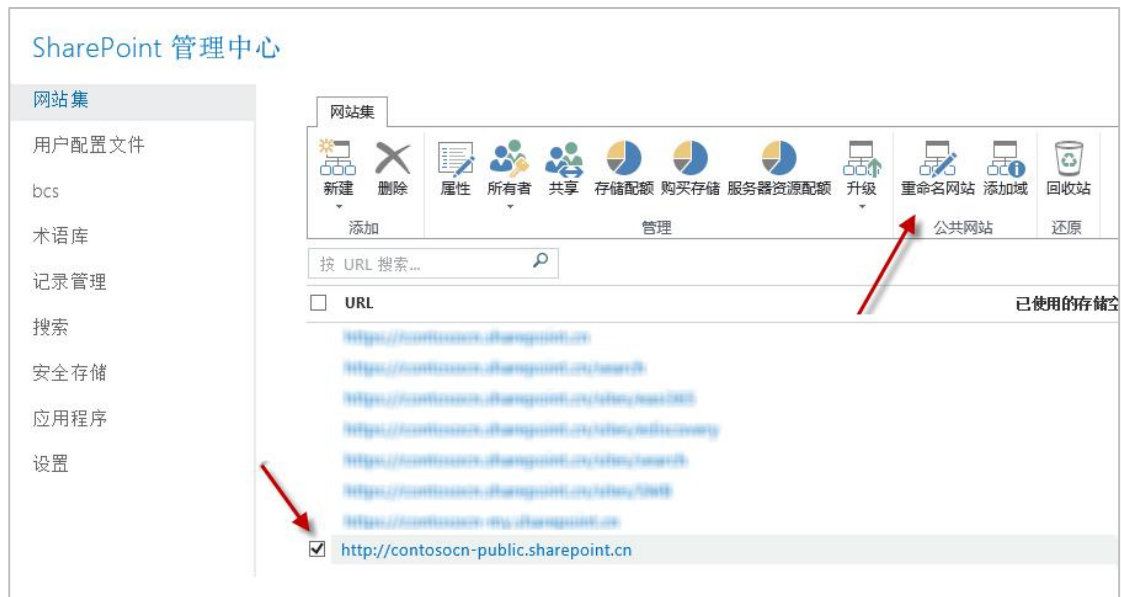 SharePoint 管理中心
网站集
用户配置文件
bcs
术语库
记录管理
搜索
安全存储
应用程序
设置
网站集
新建 删除 属性 所有者 共享 存储配额 购买存储 服务器资源配额 升级 重命名网站 添加域 回收站
添加 管理 公共网站 还原
按 URL 搜索...
URL 已使用的存储空
http://contosocn-public.sharepoint.cn